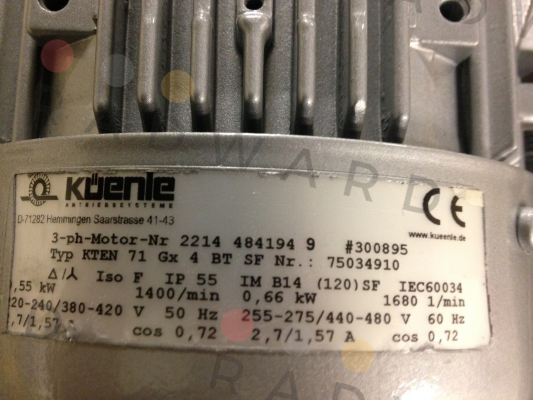 KÜENLE
ANTRIEBSSYSTEME
D-71282 Hemmingen Saarstrasse 41-43
CE
www.kueenle.de
3-ph-Motor-Nr 2214 484194 9 #300895
Typ KTEN 71 Gx 4 BT SF Nr.: 75034910
Δ/⅄ Iso F IP 55 IM B14 (120)SF IEC60034
,55 kW 1400/min 0,66 kW 1680 1/min
220-240/380-420 V 50 Hz 255-275/440-480 V 60 Hz
2,7/1,57 A cos 0,72 2,7/1,57 A cos 0,72